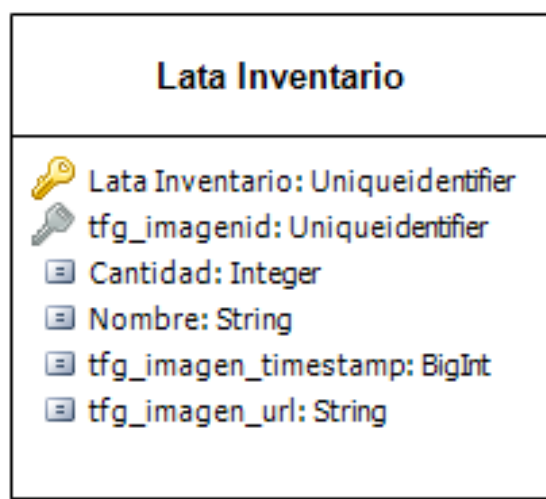 Lata Inventario
Lata Inventario: Uniqueidentifier
tfg_imagenid: Uniqueidentifier
Cantidad: Integer
Nombre: String
tfg_imagen_timestamp: BigInt
tfg_imagen_url: String